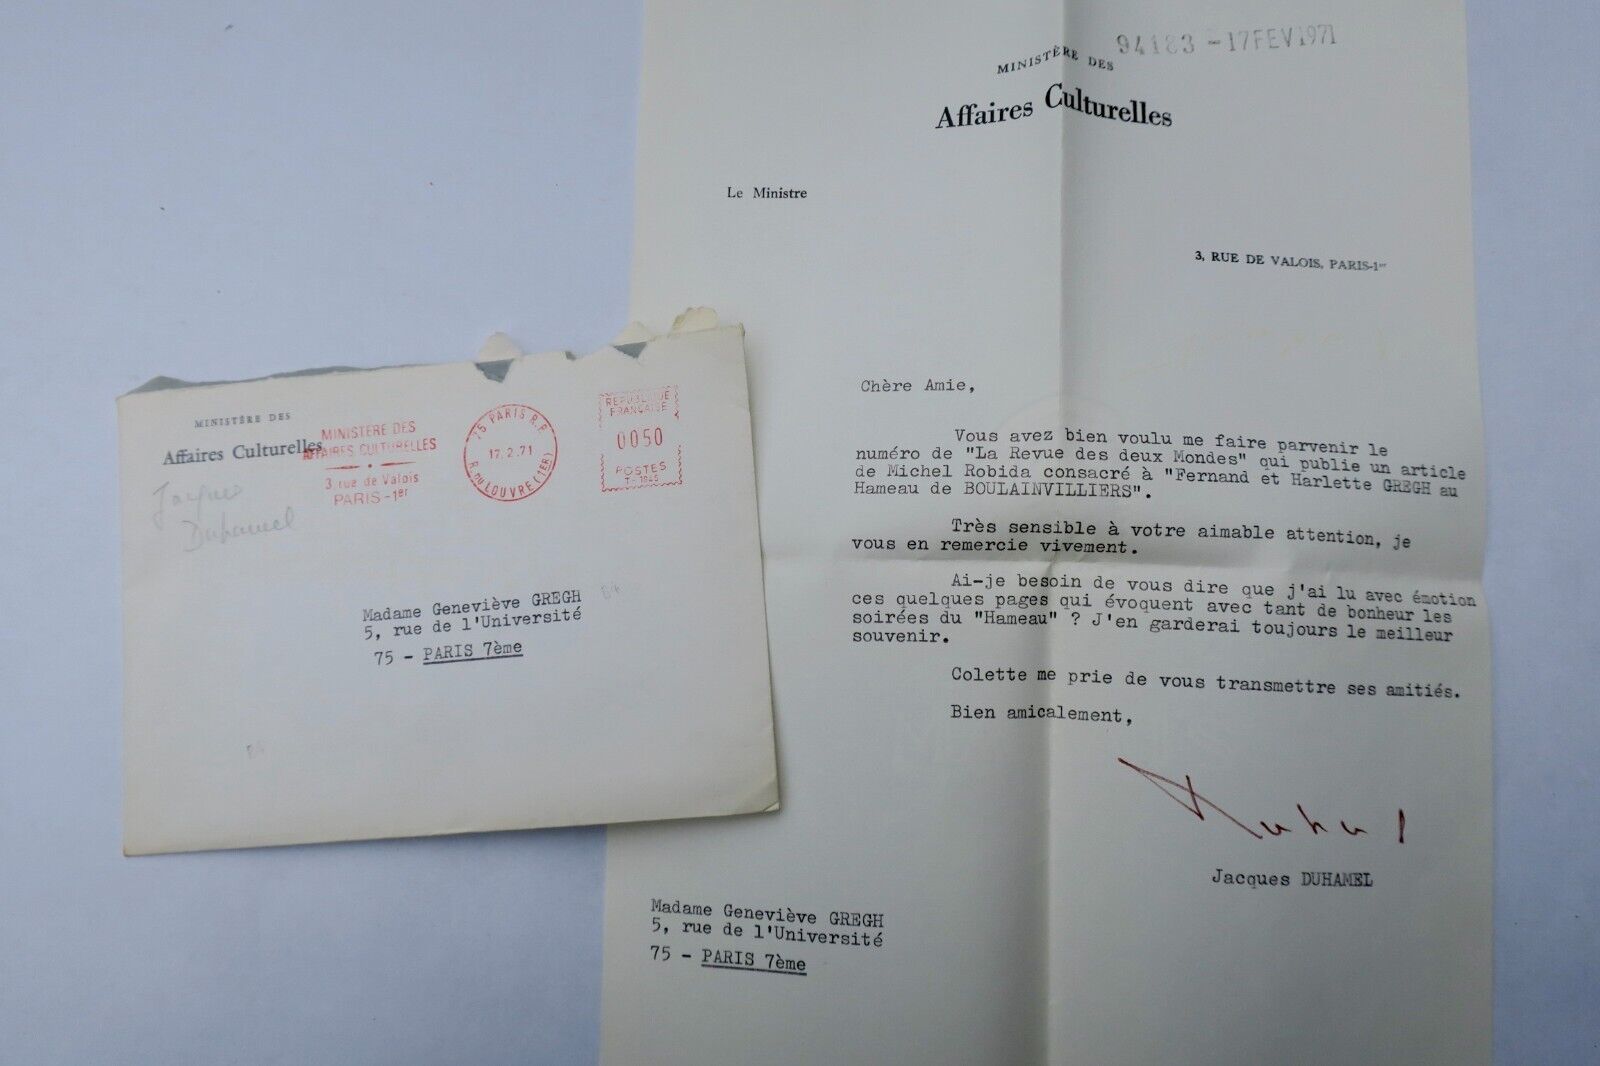 94183 - 17 FEV 1971
MINISTÈRE DES
Affaires Culturelles
Le Ministre
3, RUE DE VALOIS, PARIS-1er
Chère Amie,
Vous avez bien voulu me faire parvenir le
numéro de "La Revue des deux Mondes" qui publie un article
de Michel Robida consacré à "Fernand et Harlette GREGH au
Hameau de BOULAINVILLIERS".
Très sensible à votre aimable attention, je
vous en remercie vivement.
Ai-je besoin de vous dire que j'ai lu avec émotion
ces quelques pages qui évoquent avec tant de bonheur les
soirées du "Hameau" ? J'en garderai toujours le meilleur
souvenir.
Colette me prie de vous transmettre ses amitiés.
Bien amicalement,
Duhamel
Jacques DUHAMEL
Madame Geneviève GREGH
5, rue de l'Université
75 - PARIS 7ème
MINISTÈRE DES
Affaires Culturelles
MINISTERE DES
AFFAIRES CULTURELLES
3 rue de Valois
PARIS - 1er
75 PARIS R.P.
17.2.71
R. DU LOUVRE (1ER)
REPUBLIQUE
FRANÇAISE
0050
POSTES
Jacques
Duhamel
Madame Geneviève GREGH
5, rue de l'Université
75 - PARIS 7ème